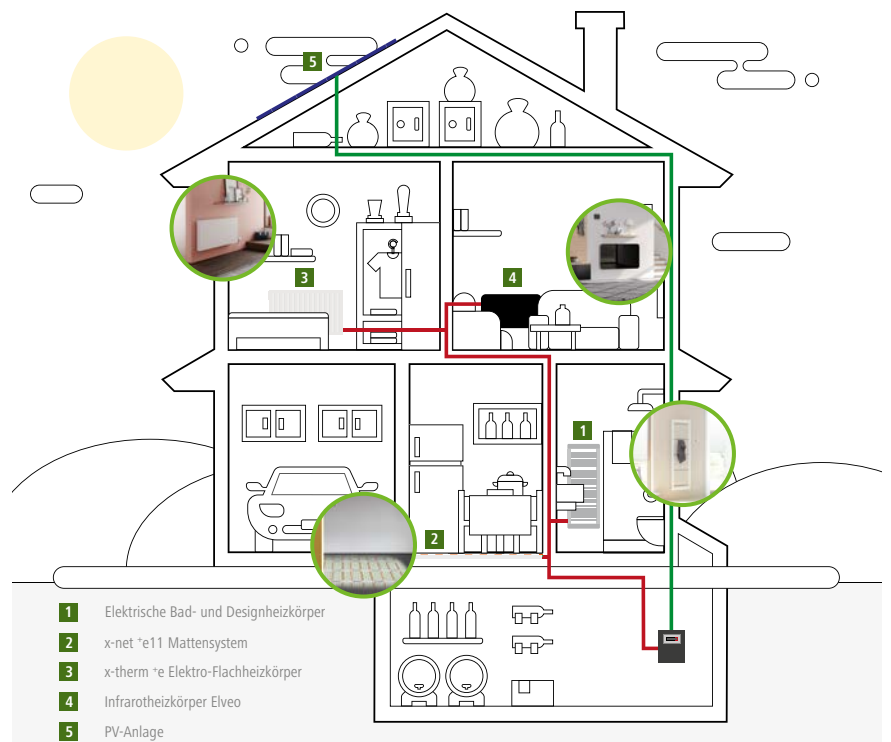 5
3
4
1
2
1 Elektrische Bad- und Designheizkörper
2 x-net ⁺e11 Mattensystem
3 x-therm ⁺e Elektro-Flachheizkörper
4 Infrarotheizkörper Elveo
5 PV-Anlage